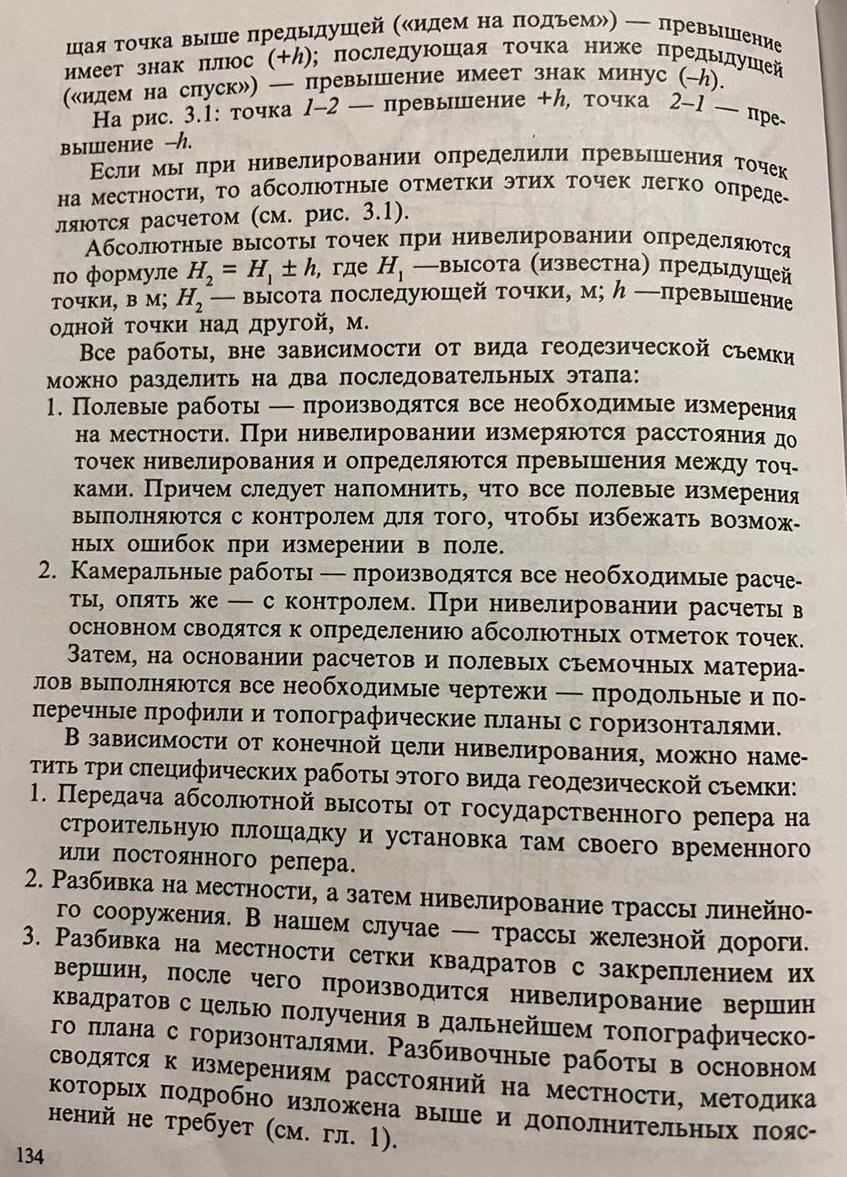 щая точка выше предыдущей («идем на подъем») — превышение
имеет знак плюс (+h); последующая точка ниже предыдущей
(«идем на спуск») — превышение имеет знак минус (–h).
На рис. 3.1: точка 1–2 — превышение +h, точка 2–1 — пре-
вышение –h.
Если мы при нивелировании определили превышения точек
на местности, то абсолютные отметки этих точек легко опреде-
ляются расчетом (см. рис. 3.1).
Абсолютные высоты точек при нивелировании определяются
по формуле H₂ = H₁ ± h, где H₁ —высота (известна) предыдущей
точки, в м; H₂ — высота последующей точки, м; h —превышение
одной точки над другой, м.
Все работы, вне зависимости от вида геодезической съемки
можно разделить на два последовательных этапа:
1. Полевые работы — производятся все необходимые измерения
на местности. При нивелировании измеряются расстояния до
точек нивелирования и определяются превышения между точ-
ками. Причем следует напомнить, что все полевые измерения
выполняются с контролем для того, чтобы избежать возмож-
ных ошибок при измерении в поле.
2. Камеральные работы — производятся все необходимые расче-
ты, опять же — с контролем. При нивелировании расчеты в
основном сводятся к определению абсолютных отметок точек.
Затем, на основании расчетов и полевых съемочных материа-
лов выполняются все необходимые чертежи — продольные и по-
перечные профили и топографические планы с горизонталями.
В зависимости от конечной цели нивелирования, можно наме-
тить три специфических работы этого вида геодезической съемки:
1. Передача абсолютной высоты от государственного репера на
строительную площадку и установка там своего временного
или постоянного репера.
2. Разбивка на местности, а затем нивелирование трассы линейно-
го сооружения. В нашем случае — трассы железной дороги.
3. Разбивка на местности сетки квадратов с закреплением их
вершин, после чего производится нивелирование вершин
квадратов с целью получения в дальнейшем топографическо-
го плана с горизонталями. Разбивочные работы в основном
сводятся к измерениям расстояний на местности, методика
которых подробно изложена выше и дополнительных пояс-
нений не требует (см. гл. 1).
134